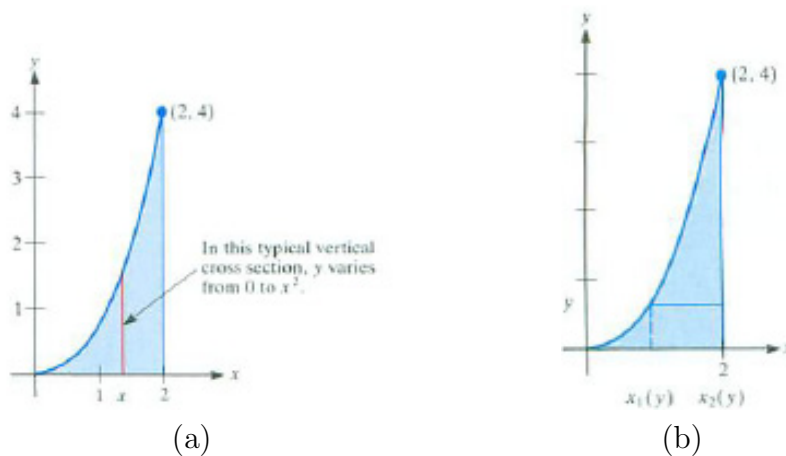 y
4
3
2
1
(2, 4)
In this typical vertical
cross section, y varies
from 0 to x².
1
1
x
2
x
(a)
y
(2, 4)
y
2
x₁(y)
x₂(y)
(b)